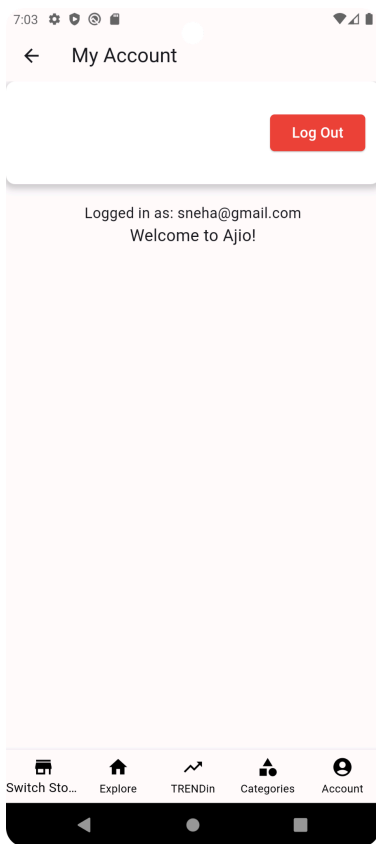 7:03
My Account
Log Out
Logged in as: sneha@gmail.com
Welcome to Ajio!
Switch Sto...
Explore
TRENDin
Categories
Account